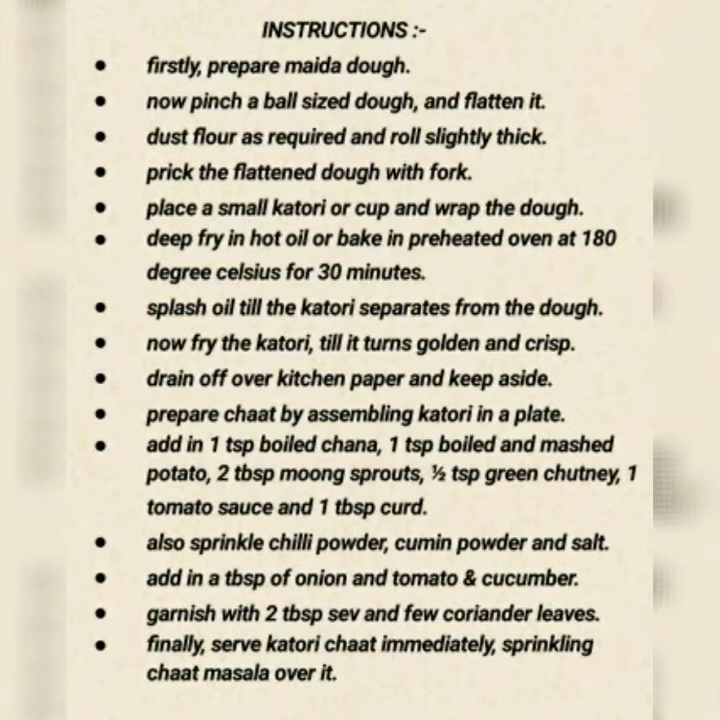 INSTRUCTIONS :-
• firstly, prepare maida dough.
• now pinch a ball sized dough, and flatten it.
• dust flour as required and roll slightly thick.
• prick the flattened dough with fork.
• place a small katori or cup and wrap the dough.
• deep fry in hot oil or bake in preheated oven at 180
degree celsius for 30 minutes.
• splash oil till the katori separates from the dough.
• now fry the katori, till it turns golden and crisp.
• drain off over kitchen paper and keep aside.
• prepare chaat by assembling katori in a plate.
• add in 1 tsp boiled chana, 1 tsp boiled and mashed
potato, 2 tbsp moong sprouts, ½ tsp green chutney, 1
tomato sauce and 1 tbsp curd.
• also sprinkle chilli powder, cumin powder and salt.
• add in a tbsp of onion and tomato & cucumber.
• garnish with 2 tbsp sev and few coriander leaves.
• finally, serve katori chaat immediately, sprinkling
chaat masala over it.